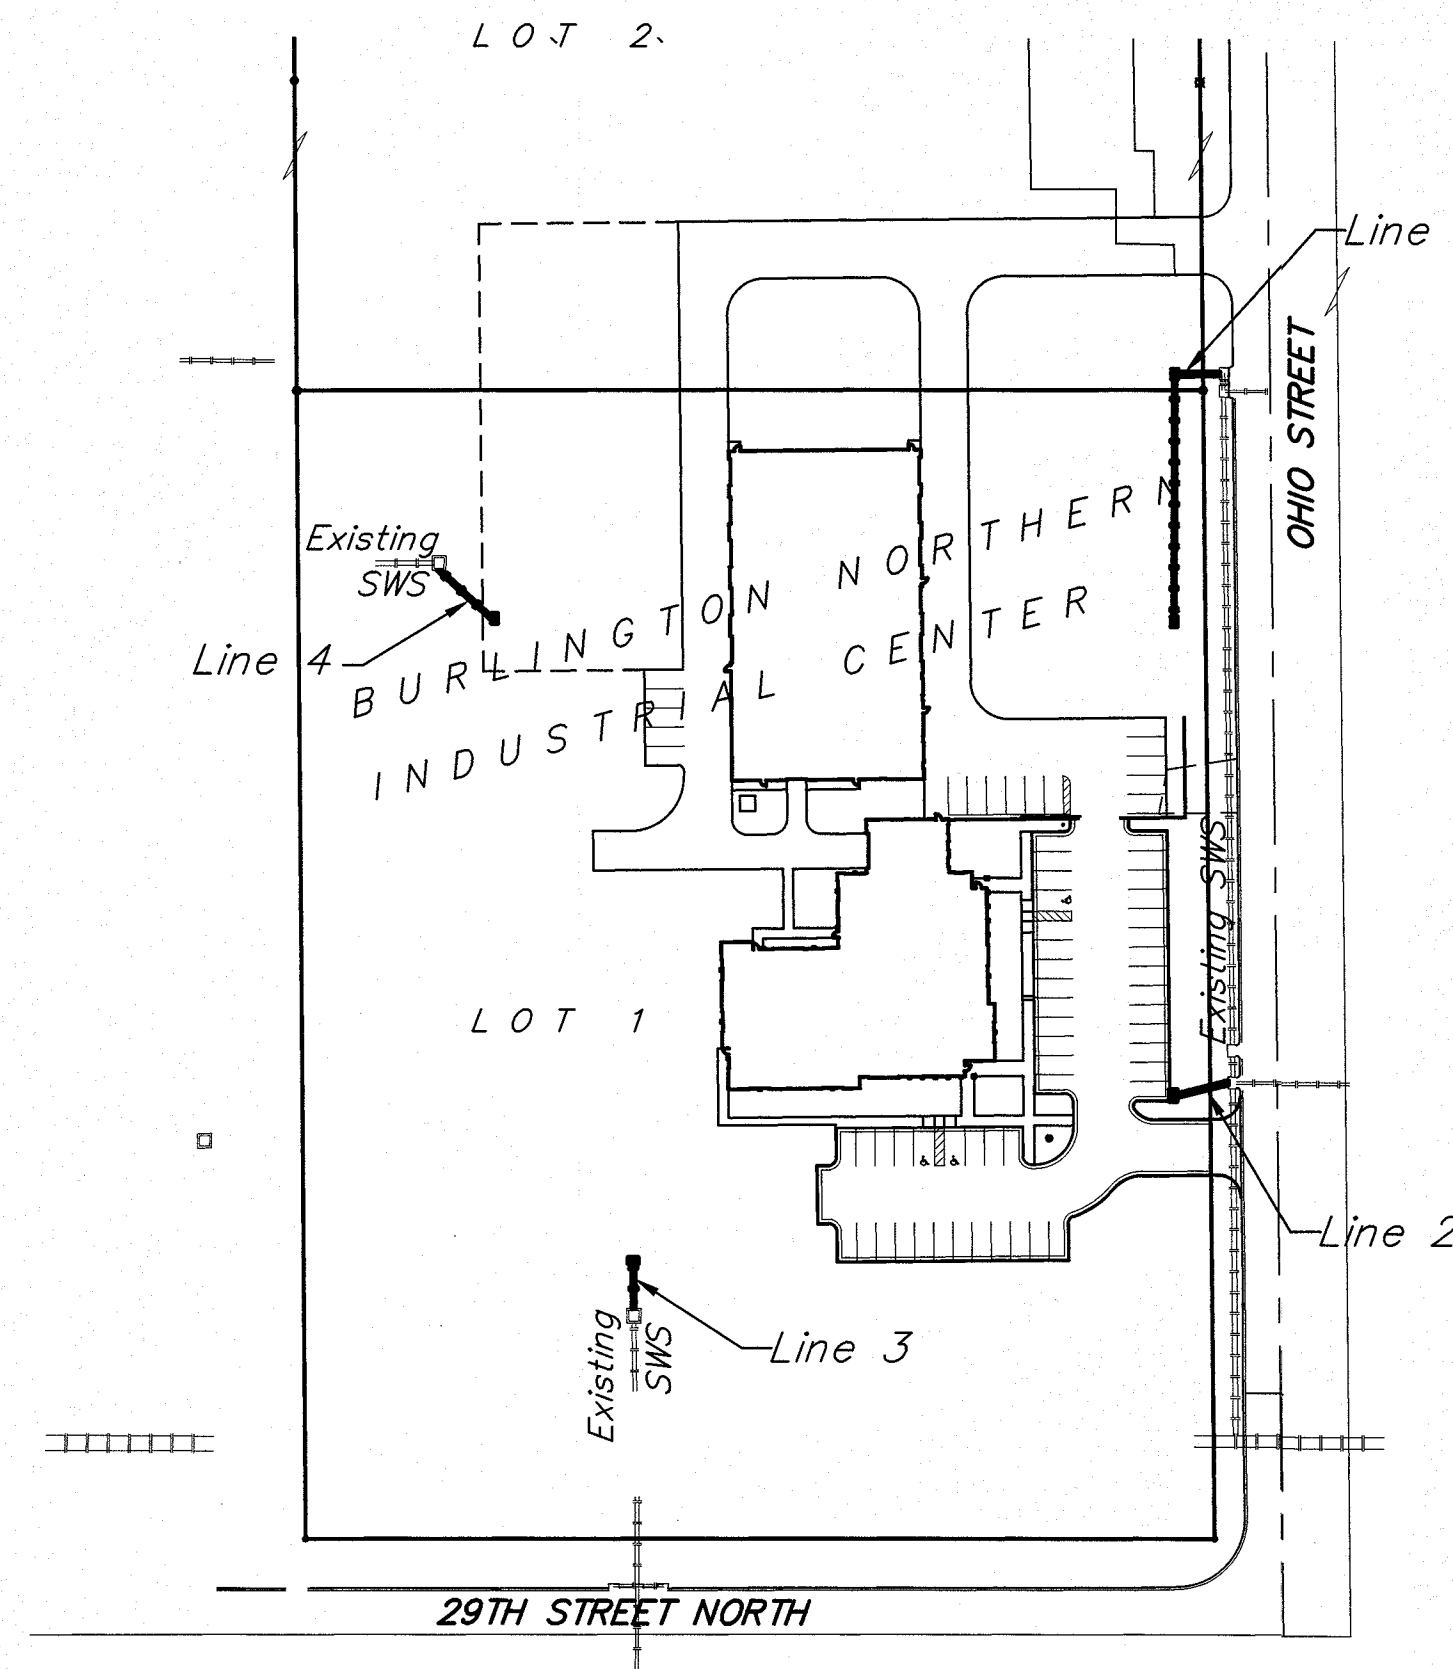 LOT 2
Line
OHIO STREET
Existing
SWS
Line 4
BURLINGTON NORTHERN
INDUSTRIAL CENTER
Existing SWS
LOT 1
Line 2
Existing
SWS
Line 3
29TH STREET NORTH